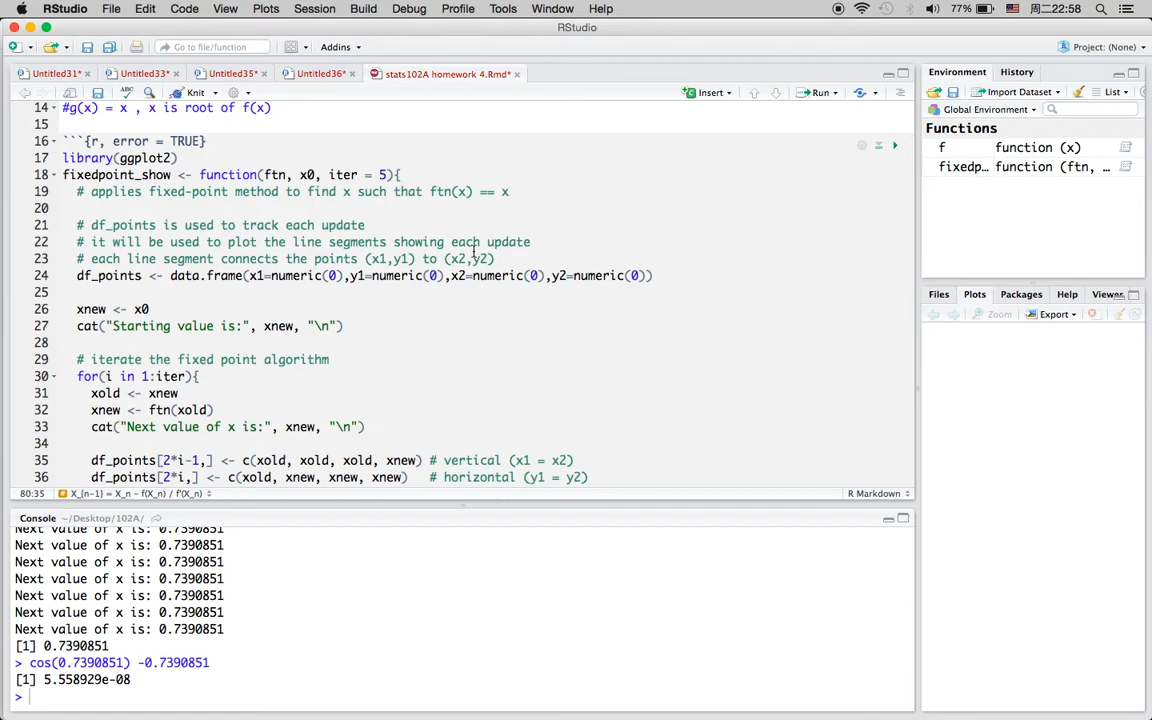 RStudio File Edit Code View Plots Session Build Debug Profile Tools Window Help 77% 周二22:58
RStudio
Go to file/function Addins Project: (None)
Untitled31* Untitled33* Untitled35* Untitled36* stats102A homework 4.Rmd*
ABC Knit Insert Run
14 #g(x) = x , x is root of f(x)
15
16 ```{r, error = TRUE}
17 library(ggplot2)
18 fixedpoint_show <- function(ftn, x0, iter = 5){
19 # applies fixed-point method to find x such that ftn(x) == x
20
21 # df_points is used to track each update
22 # it will be used to plot the line segments showing each update
23 # each line segment connects the points (x1,y1) to (x2,y2)
24 df_points <- data.frame(x1=numeric(0),y1=numeric(0),x2=numeric(0),y2=numeric(0))
25
26 xnew <- x0
27 cat("Starting value is:", xnew, "\n")
28
29 # iterate the fixed point algorithm
30 for(i in 1:iter){
31 xold <- xnew
32 xnew <- ftn(xold)
33 cat("Next value of x is:", xnew, "\n")
34
35 df_points[2*i-1,] <- c(xold, xold, xold, xnew) # vertical (x1 = x2)
36 df_points[2*i,] <- c(xold, xnew, xnew, xnew) # horizontal (y1 = y2)
80:35 # X_{n-1} = X_n - f(X_n) / f'(X_n) R Markdown
Console ~/Desktop/102A/
Next value of x is: 0.7390851
Next value of x is: 0.7390851
Next value of x is: 0.7390851
Next value of x is: 0.7390851
Next value of x is: 0.7390851
Next value of x is: 0.7390851
Next value of x is: 0.7390851
[1] 0.7390851
> cos(0.7390851) -0.7390851
[1] 5.558929e-08
>
Environment History
Import Dataset List
Global Environment
Functions
f function (x)
fixedp… function (ftn, …
Files Plots Packages Help Viewer
Zoom Export